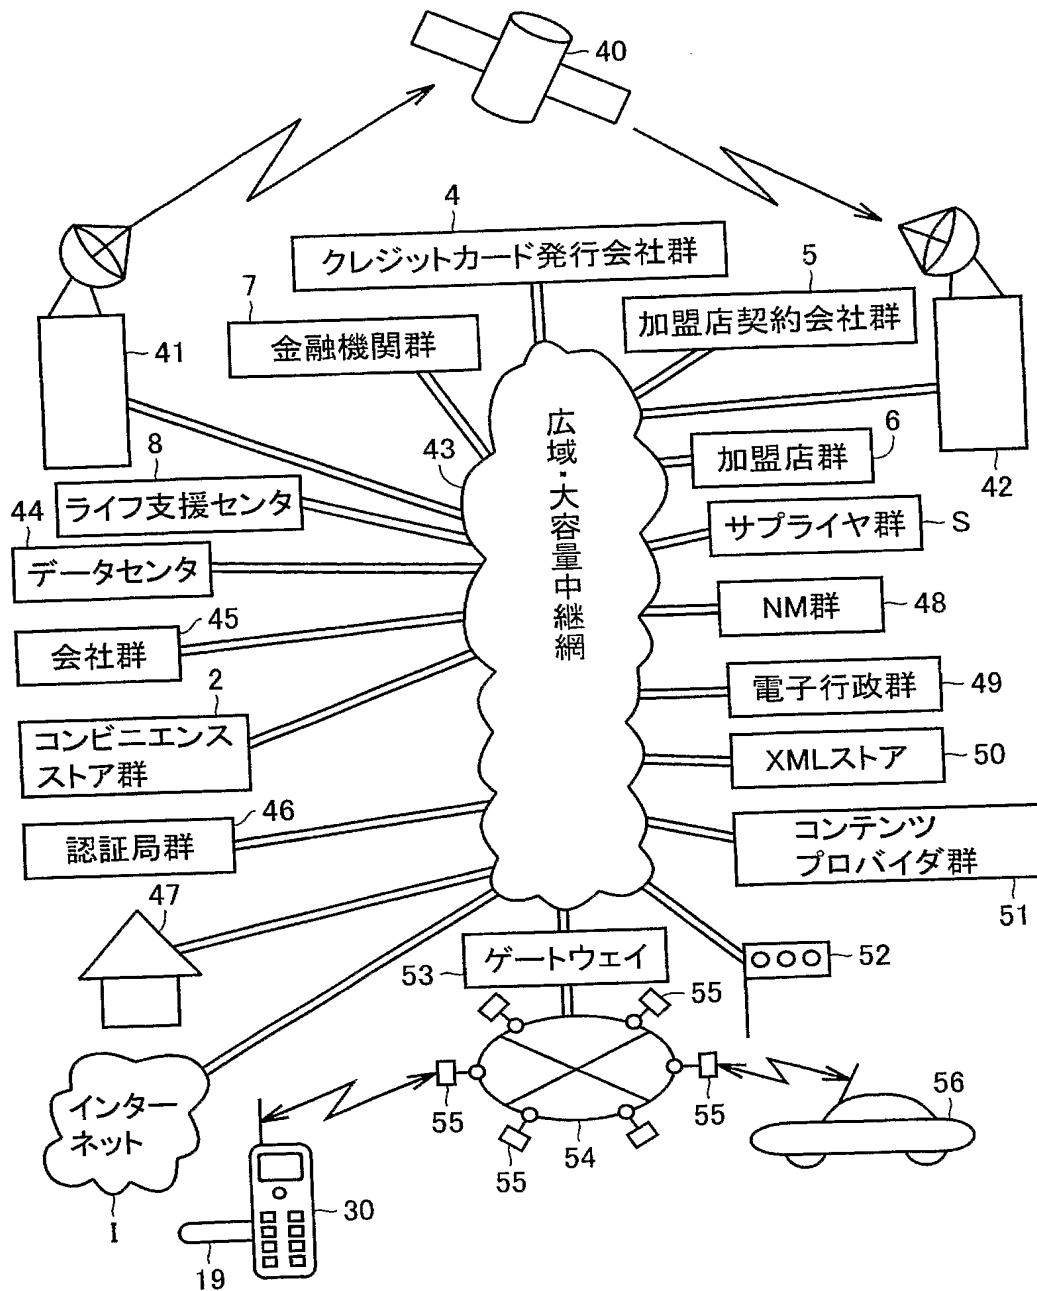 40
4
クレジットカード発行会社群
5
加盟店契約会社群
7
金融機関群
41
42
43
広域・大容量中継網
6
加盟店群
8
ライフ支援センタ
サプライヤ群
S
44
データセンタ
45
会社群
NM群
48
2
コンビニエンス
ストア群
電子行政群
49
XMLストア
50
46
認証局群
コンテンツ
プロバイダ群
51
47
53
ゲートウェイ
52
55
インター
ネット
I
55
55
55
54
56
30
19